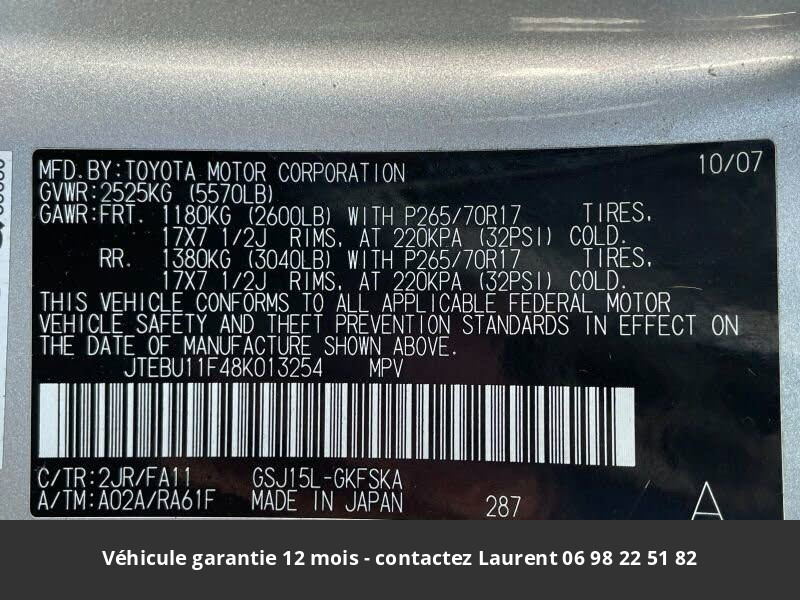 10/07
MFD.BY:TOYOTA MOTOR CORPORATION
GVWR:2525KG (5570LB)
GAWR:FRT. 1180KG (2600LB) WITH P265/70R17 TIRES,
17X7 1/2J RIMS, AT 220KPA (32PSI) COLD.
RR. 1380KG (3040LB) WITH P265/70R17 TIRES,
17X7 1/2J RIMS, AT 220KPA (32PSI) COLD.
THIS VEHICLE CONFORMS TO ALL APPLICABLE FEDERAL MOTOR
VEHICLE SAFETY AND THEFT PREVENTION STANDARDS IN EFFECT ON
THE DATE OF MANUFACTURE SHOWN ABOVE.
JTEBU11F48K013254 MPV
C/TR:2JR/FA11 GSJ15L-GKFSKA
A/TM:A02A/RA61F MADE IN JAPAN 287 A
Véhicule garantie 12 mois - contactez Laurent 06 98 22 51 82